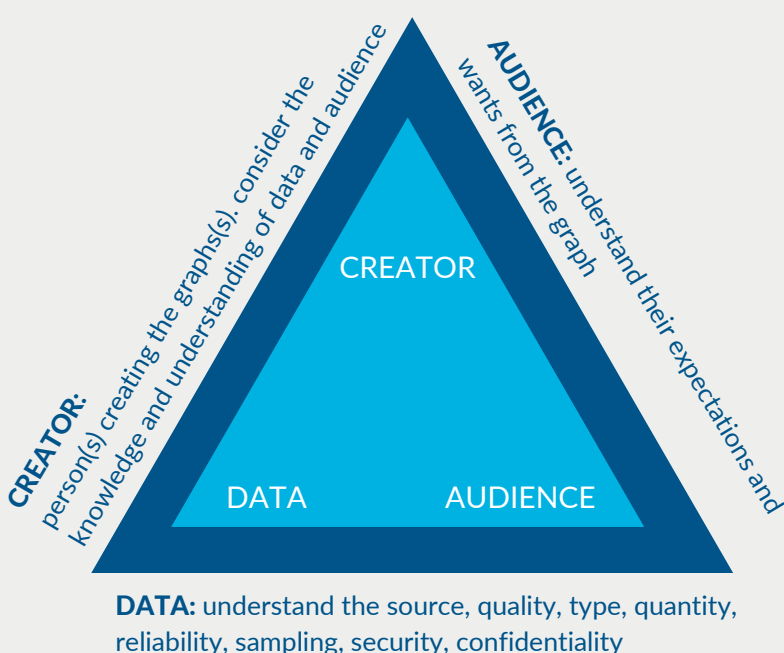 CREATOR:
person(s) creating the graphs(s). consider the
knowledge and understanding of data and audience
AUDIENCE: understand their expectations and
wants from the graph
CREATOR
DATA
AUDIENCE
DATA: understand the source, quality, type, quantity,
reliability, sampling, security, confidentiality